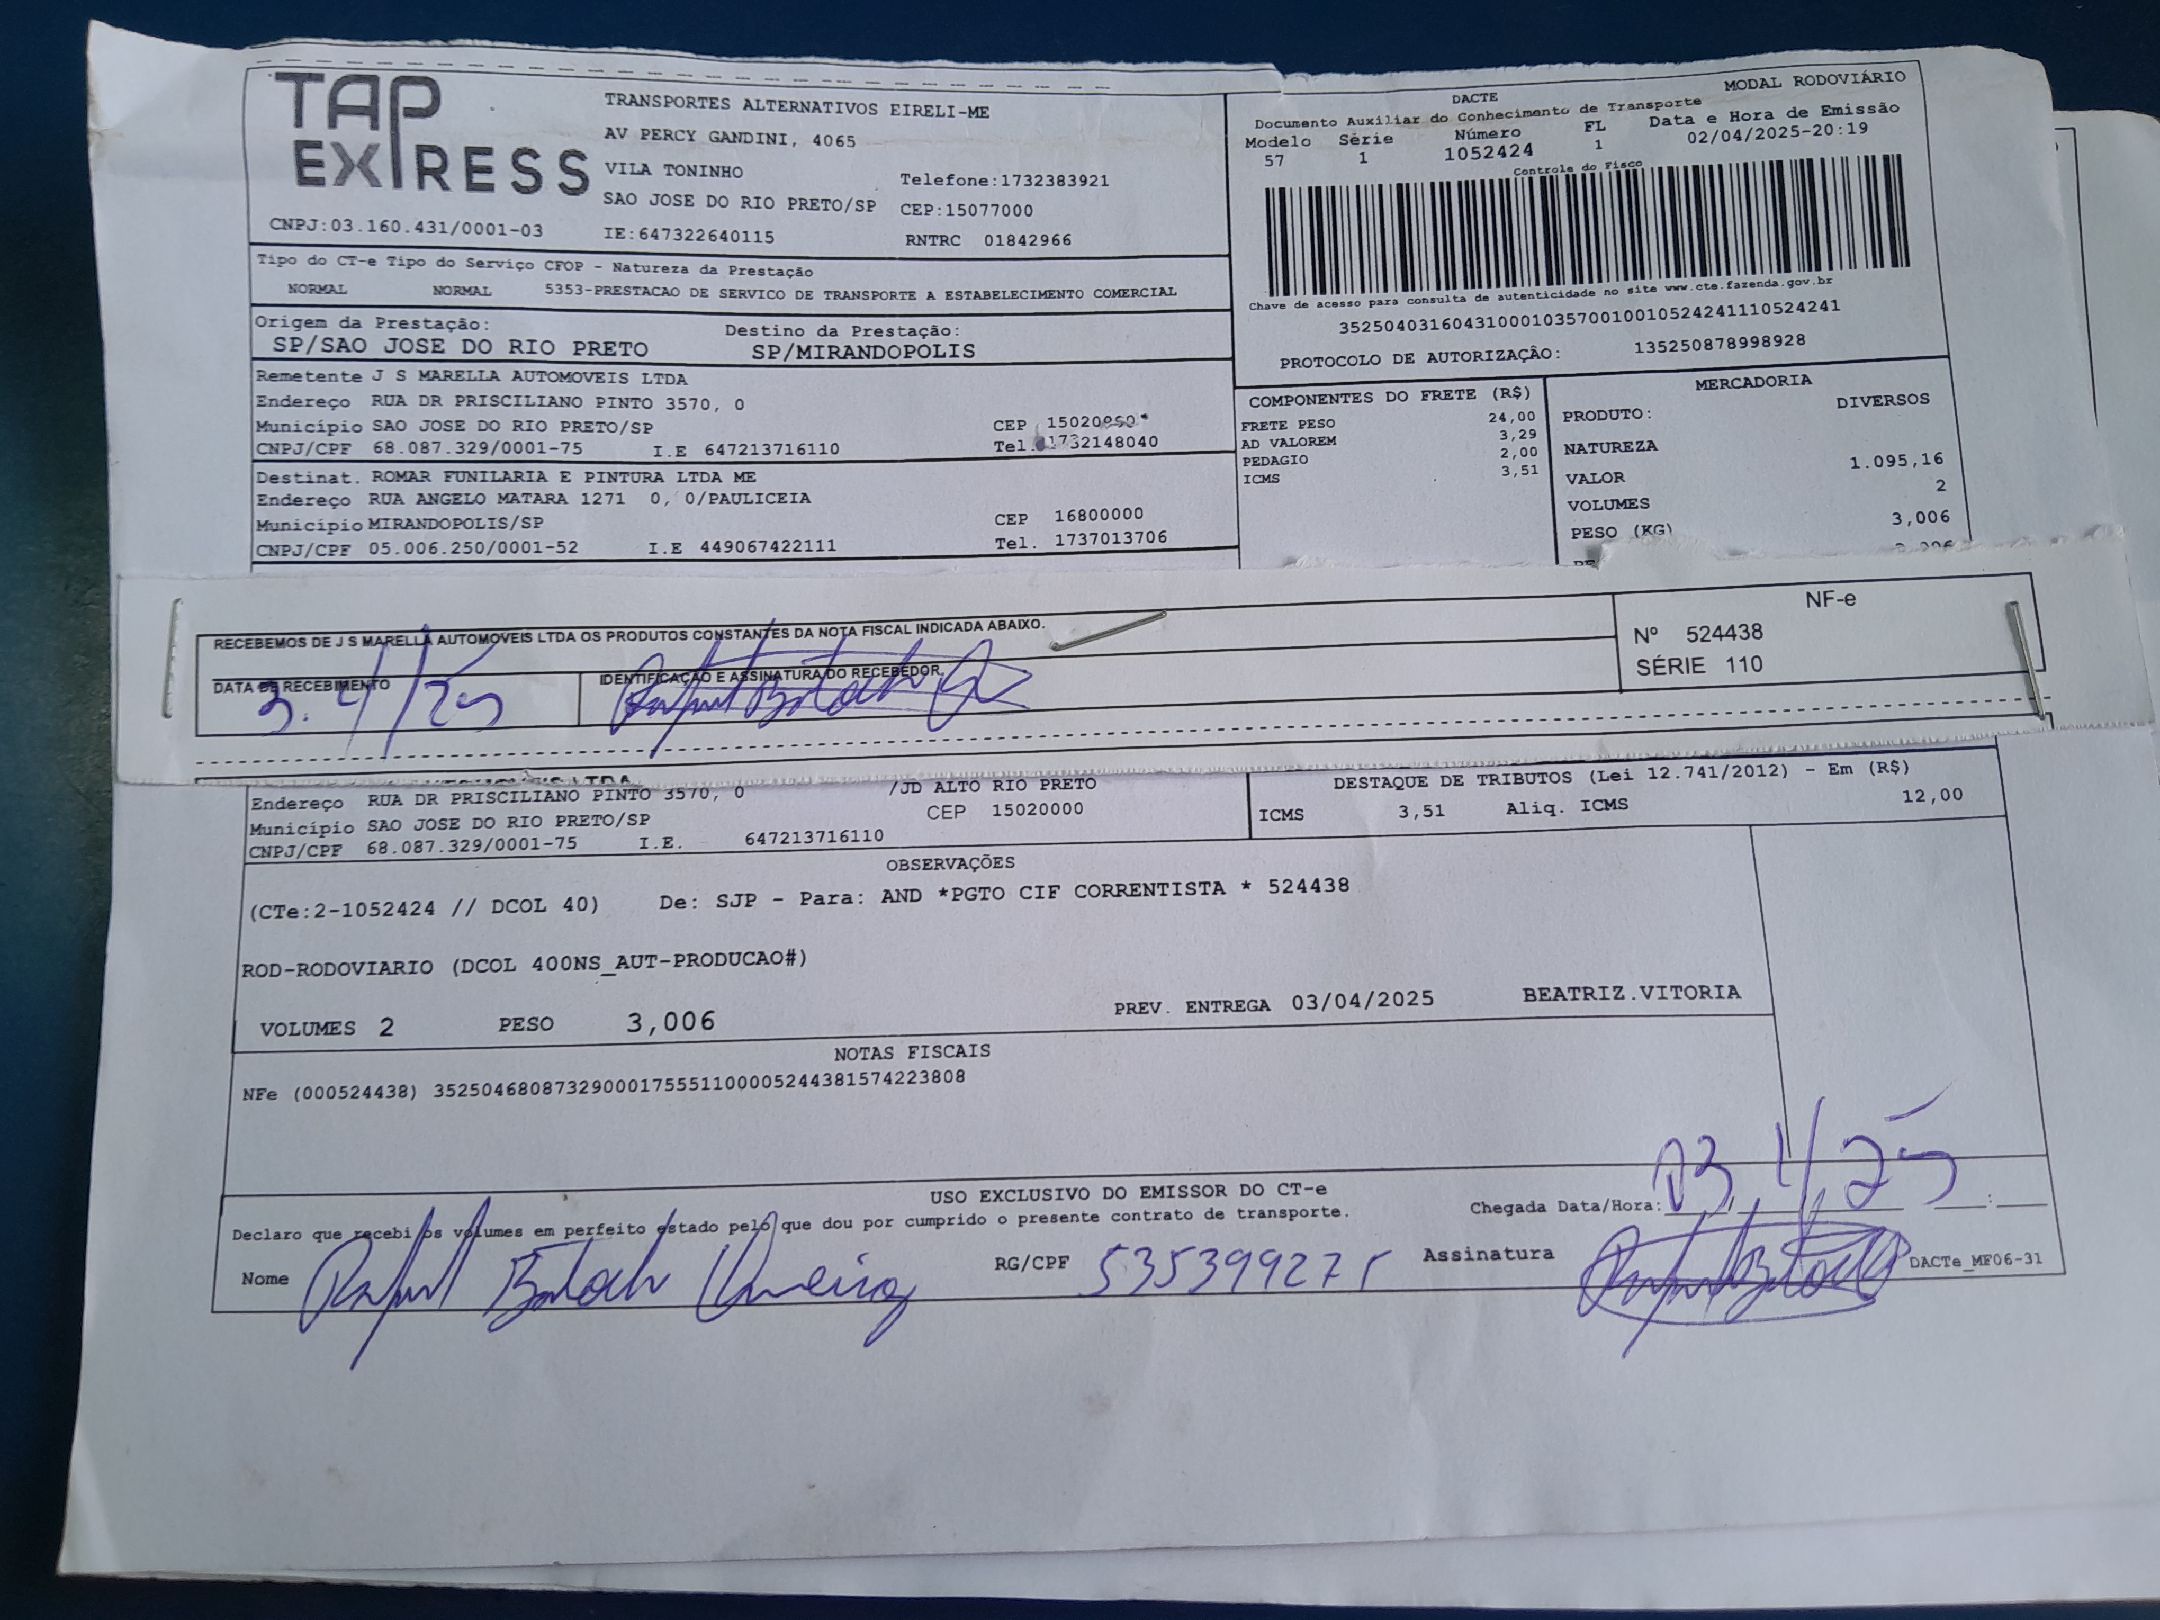 TAP EXPRESS
TRANSPORTES ALTERNATIVOS EIRELI-ME
AV PERCY GANDINI, 4065
VILA TONINHO
Telefone:1732383921
SAO JOSE DO RIO PRETO/SP CEP:15077000
CNPJ:03.160.431/0001-03 IE:647322640115 RNTRC 01842966
MODAL RODOVIÁRIO
DACTE
Documento Auxiliar do Conhecimento de Transporte
Modelo Série Número FL Data e Hora de Emissão
57 1 1052424 1 02/04/2025-20:19
Controle do Fisco
Chave de acesso para consulta de autenticidade no site www.cte.fazenda.gov.br
35250403160431000103570010010524241110524241
PROTOCOLO DE AUTORIZAÇÃO: 135250878998928
Tipo do CT-e Tipo do Serviço CFOP - Natureza da Prestação
NORMAL NORMAL 5353-PRESTACAO DE SERVICO DE TRANSPORTE A ESTABELECIMENTO COMERCIAL
Origem da Prestação: Destino da Prestação:
SP/SAO JOSE DO RIO PRETO SP/MIRANDOPOLIS
Remetente J S MARELLA AUTOMOVEIS LTDA
Endereço RUA DR PRISCILIANO PINTO 3570, 0
Município SAO JOSE DO RIO PRETO/SP CEP
CNPJ/CPF 68.087.329/0001-75 I.E 647213716110 Tel. 1732148040
Destinat. ROMAR FUNILARIA E PINTURA LTDA ME
Endereço RUA ANGELO MATARA 1271 0, 0/PAULICEIA
Município MIRANDOPOLIS/SP CEP 16800000
CNPJ/CPF 05.006.250/0001-52 I.E 449067422111 Tel. 1737013706
COMPONENTES DO FRETE (R$)
FRETE PESO 24,00
AD VALOREM 3,29
PEDAGIO 2,00
ICMS 3,51
MERCADORIA
PRODUTO: DIVERSOS
NATUREZA
VALOR 1.095,16
VOLUMES 2
PESO (KG) 3,006
RECEBEMOS DE J S MARELLA AUTOMOVEIS LTDA OS PRODUTOS CONSTANTES DA NOTA FISCAL INDICADA ABAIXO.
DATA DE RECEBIMENTO IDENTIFICAÇÃO E ASSINATURA DO RECEBEDOR
3. 4/25
NF-e
Nº 524438
SÉRIE 110
Endereço RUA DR PRISCILIANO PINTO 3570, 0 /JD ALTO RIO PRETO
Município SAO JOSE DO RIO PRETO/SP CEP 15020000
CNPJ/CPF 68.087.329/0001-75 I.E. 647213716110
DESTAQUE DE TRIBUTOS (Lei 12.741/2012) - Em (R$)
ICMS 3,51 Aliq. ICMS 12,00
OBSERVAÇÕES
(CTe:2-1052424 // DCOL 40) De: SJP - Para: AND *PGTO CIF CORRENTISTA * 524438
ROD-RODOVIARIO (DCOL 400NS_AUT-PRODUCAO#)
VOLUMES 2 PESO 3,006 PREV. ENTREGA 03/04/2025 BEATRIZ.VITORIA
NOTAS FISCAIS
NFe (000524438) 35250468087329000175551100005244381574223808
USO EXCLUSIVO DO EMISSOR DO CT-e
Declaro que recebi os volumes em perfeito estado pelo que dou por cumprido o presente contrato de transporte.
Chegada Data/Hora: 03/4/25 :
Nome Rafael RG/CPF Assinatura
DACTe_MF06-31